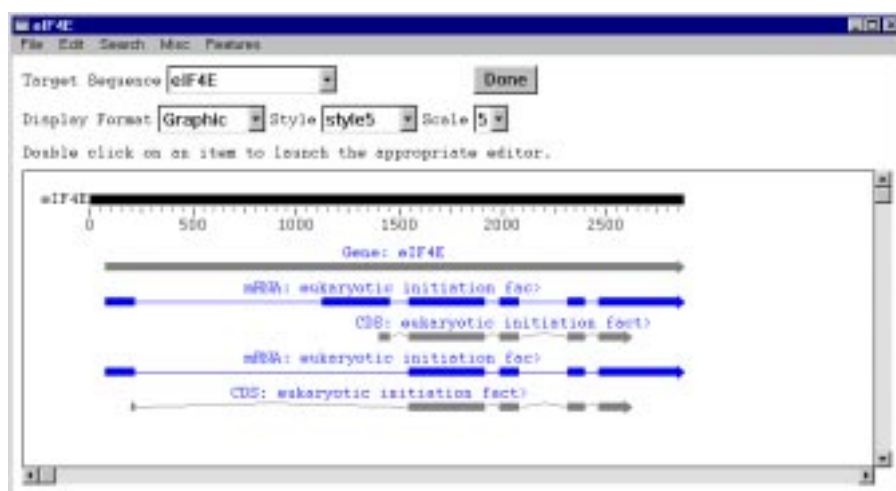 eIF4E
File Edit Search Misc Features
Target Sequence eIF4E Done
Display Format Graphic Style style5 Scale 5
Double click on an item to launch the appropriate editor.
eIF4E
0 500 1000 1500 2000 2500
Gene: eIF4E
mRNA: eukaryotic initiation fac>
CDS: eukaryotic initiation fact>
mRNA: eukaryotic initiation fac>
CDS: eukaryotic initiation fact>